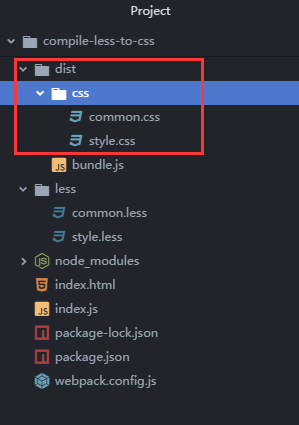 Project
compile-less-to-css
dist
css
common.css
style.css
bundle.js
less
common.less
style.less
node_modules
index.html
index.js
package-lock.json
package.json
webpack.config.js